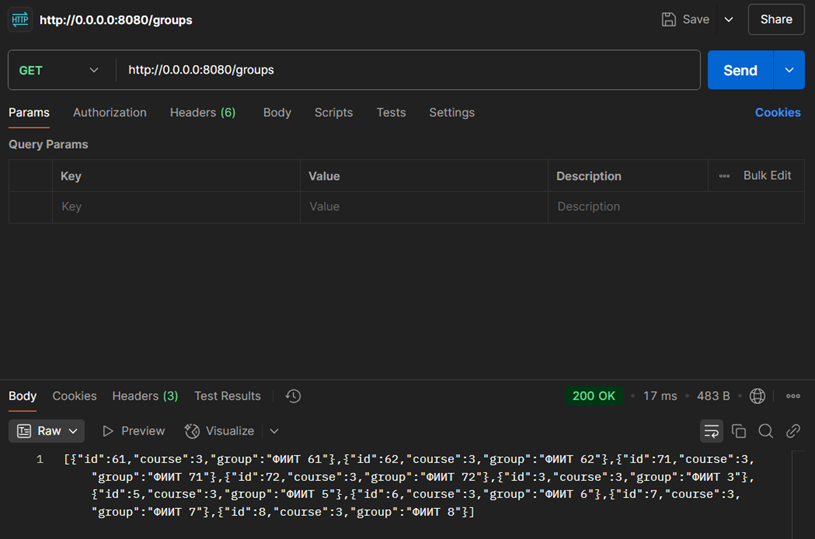 HTTP http://0.0.0.0:8080/groups Save Share
GET http://0.0.0.0:8080/groups Send
Params Authorization Headers (6) Body Scripts Tests Settings Cookies
Query Params
Key Value Description ••• Bulk Edit
Key Value Description
Body Cookies Headers (3) Test Results 200 OK • 17 ms • 483 B •
Raw Preview Visualize
1 [{"id":61,"course":3,"group":"ФИИТ 61"},{"id":62,"course":3,"group":"ФИИТ 62"},{"id":71,"course":3,
"group":"ФИИТ 71"},{"id":72,"course":3,"group":"ФИИТ 72"},{"id":3,"course":3,"group":"ФИИТ 3"},
{"id":5,"course":3,"group":"ФИИТ 5"},{"id":6,"course":3,"group":"ФИИТ 6"},{"id":7,"course":3,
"group":"ФИИТ 7"},{"id":8,"course":3,"group":"ФИИТ 8"}]